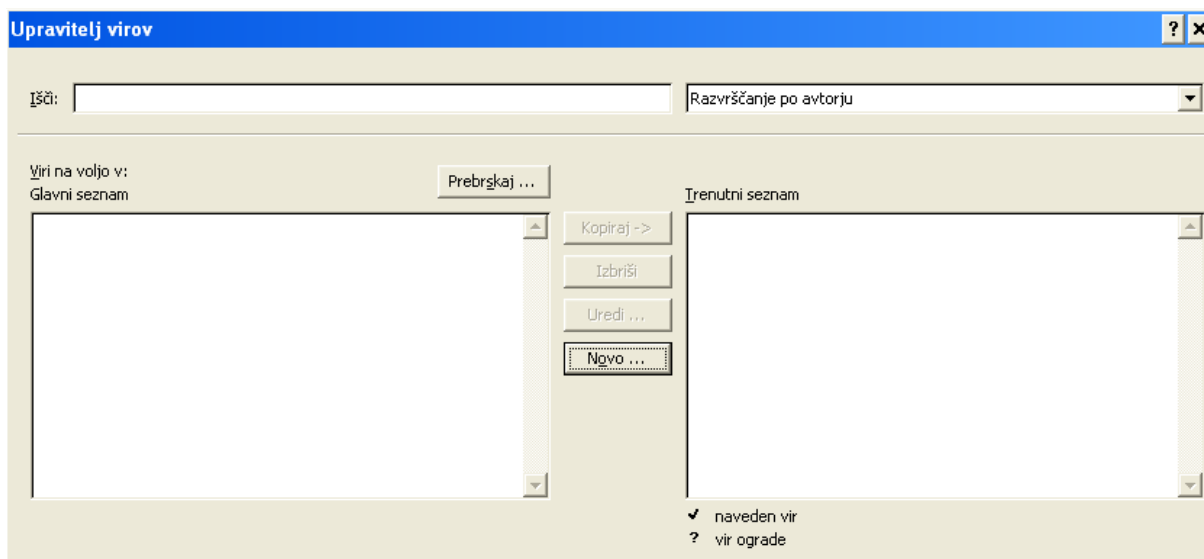 Upravitelj virov
Išči:
Razvrščanje po avtorju
Viri na voljo v:
Glavni seznam
Prebrskaj ...
Trenutni seznam
Kopiraj ->
Izbriši
Uredi ...
Novo ...
✓ naveden vir
? vir ograde